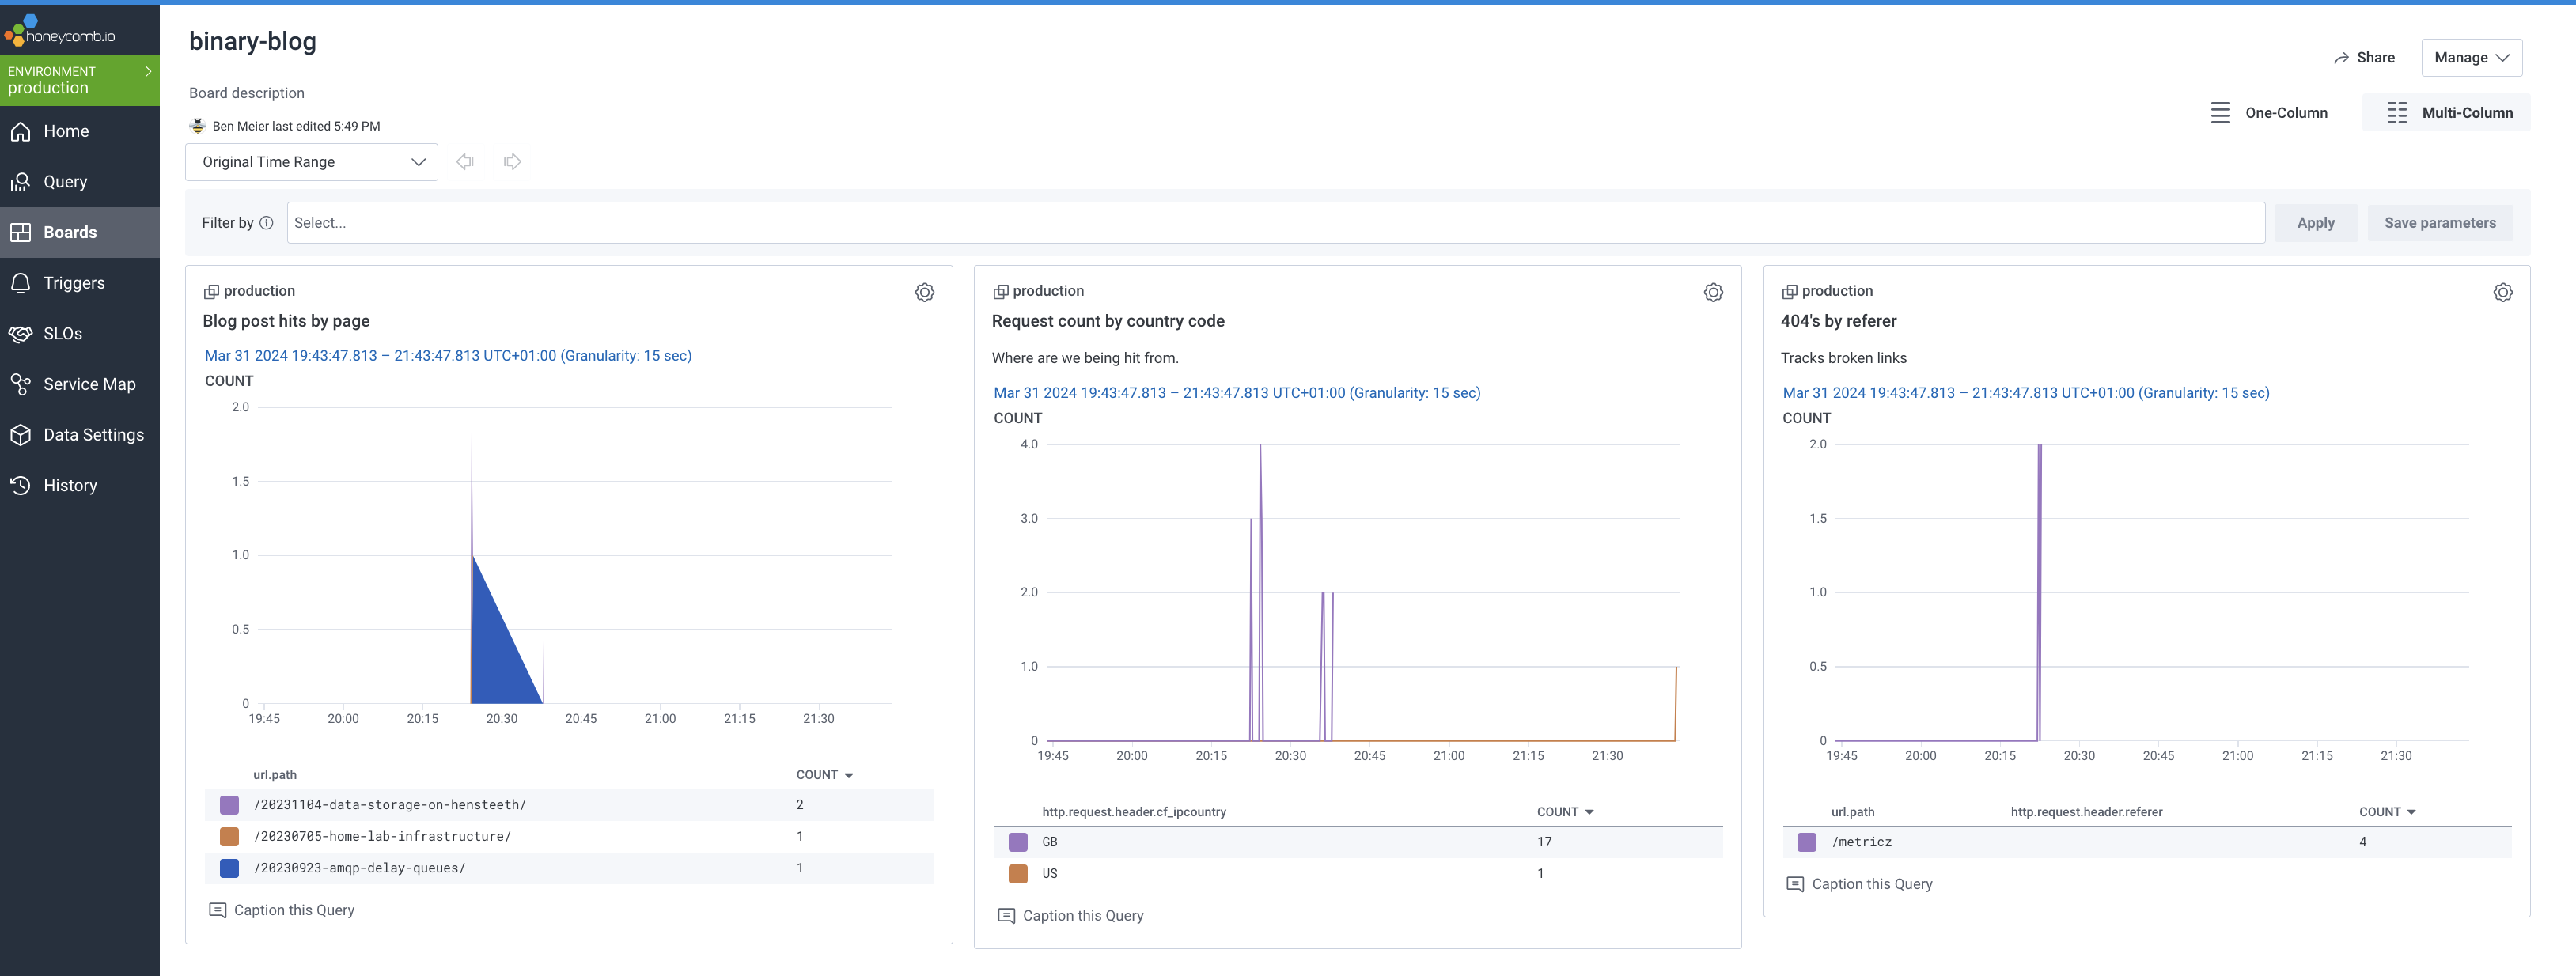 honeycomb.io
ENVIRONMENT
production
Home
Query
Boards
Triggers
SLOs
Service Map
Data Settings
History
binary-blog
Board description
Ben Meier last edited 5:49 PM
Share
Manage
One-Column
Multi-Column
Original Time Range
Filter by
Select...
Apply
Save parameters
production
Blog post hits by page
Mar 31 2024 19:43:47.813 – 21:43:47.813 UTC+01:00 (Granularity: 15 sec)
COUNT
2.0
1.5
1.0
0.5
0
19:45 20:00 20:15 20:30 20:45 21:00 21:15 21:30
url.path COUNT
/20231104-data-storage-on-hensteeth/ 2
/20230705-home-lab-infrastructure/ 1
/20230923-amqp-delay-queues/ 1
Caption this Query
production
Request count by country code
Where are we being hit from.
Mar 31 2024 19:43:47.813 – 21:43:47.813 UTC+01:00 (Granularity: 15 sec)
COUNT
4.0
3.0
2.0
1.0
0
19:45 20:00 20:15 20:30 20:45 21:00 21:15 21:30
http.request.header.cf_ipcountry COUNT
GB 17
US 1
Caption this Query
production
404's by referer
Tracks broken links
Mar 31 2024 19:43:47.813 – 21:43:47.813 UTC+01:00 (Granularity: 15 sec)
COUNT
2.0
1.5
1.0
0.5
0
19:45 20:00 20:15 20:30 20:45 21:00 21:15 21:30
url.path http.request.header.referer COUNT
/metricz 4
Caption this Query